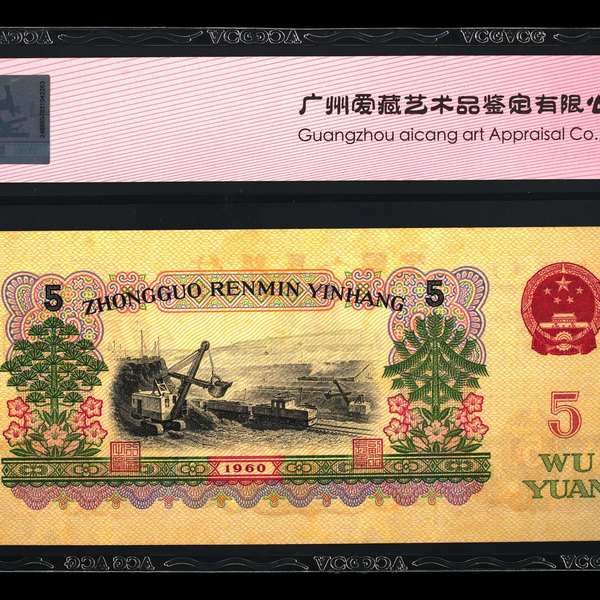 ACGACG
广州爱藏艺术品鉴定有限公
Guangzhou aicang art Appraisal Co.
5
ZHONGGUO RENMIN YINHANG
5
5
WU
YUAN
1960